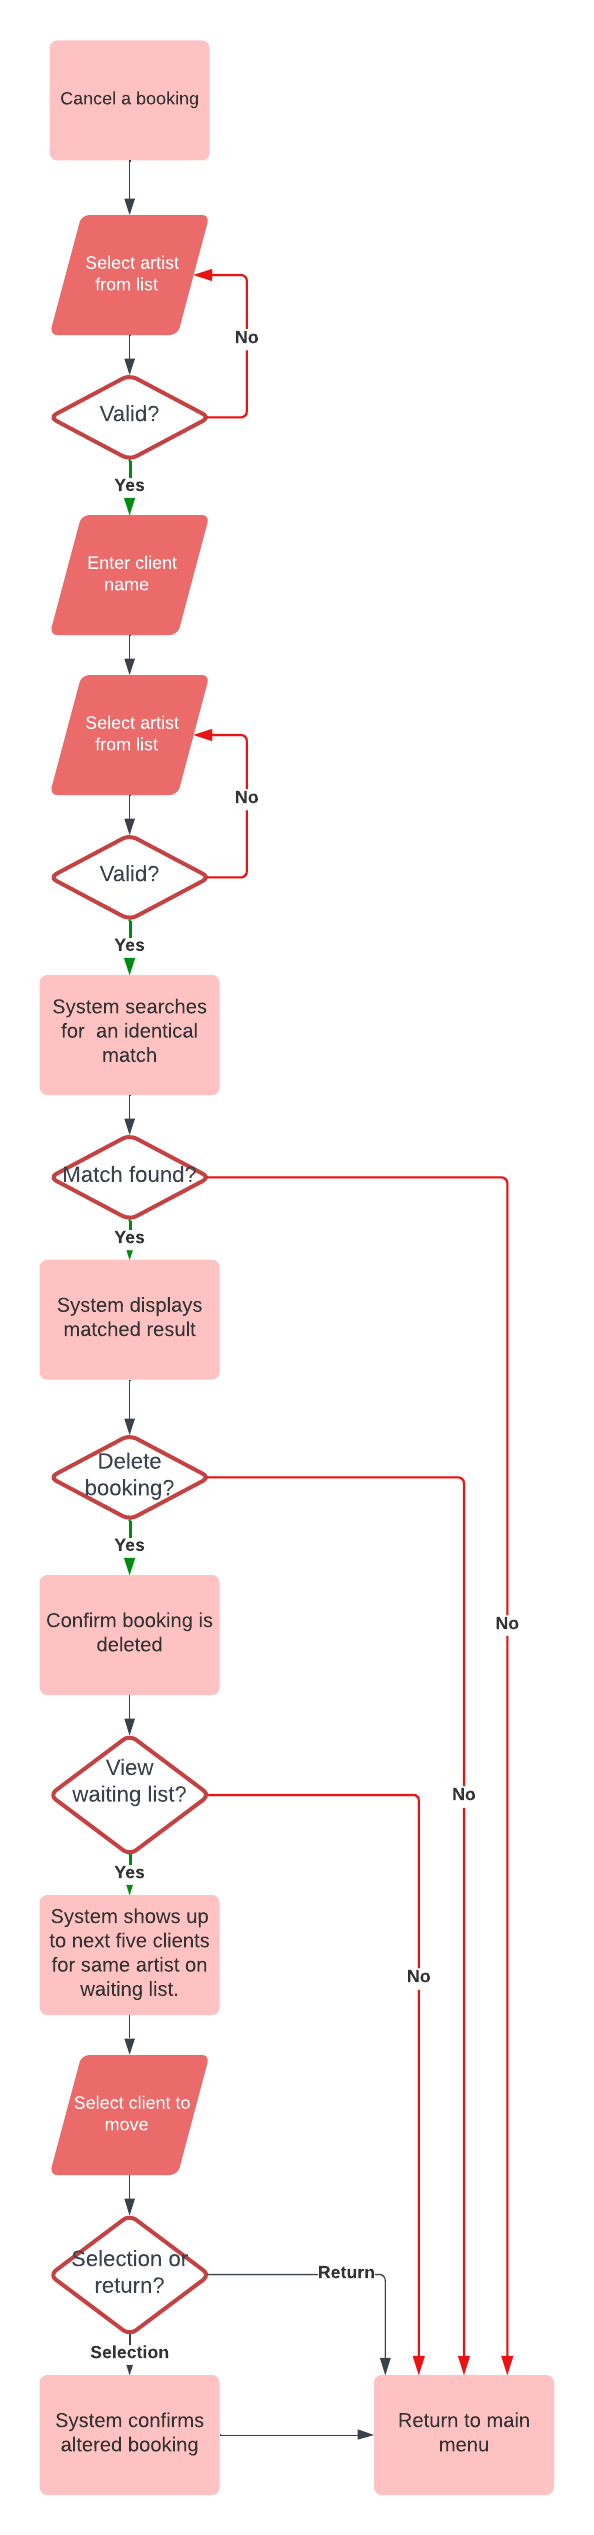 Cancel a booking
Select artist
from list
No
Valid?
Yes
Enter client
name
Select artist
from list
No
Valid?
Yes
System searches
for  an identical
match
Match found?
Yes
System displays
matched result
Delete
booking?
Yes
Confirm booking is
deleted
No
View
waiting list?
No
Yes
System shows up
to next five clients
for same artist on
waiting list.
No
Select client to
move
Selection or
return?
Return
Selection
System confirms
altered booking
Return to main
menu